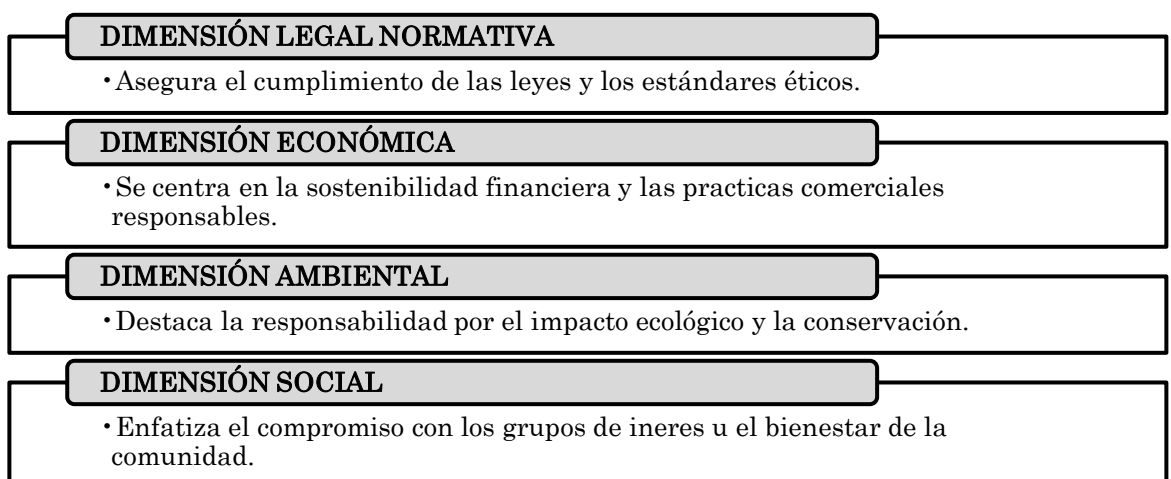 DIMENSIÓN LEGAL NORMATIVA
•Asegura el cumplimiento de las leyes y los estándares éticos.
DIMENSIÓN ECONÓMICA
•Se centra en la sostenibilidad financiera y las practicas comerciales
responsables.
DIMENSIÓN AMBIENTAL
•Destaca la responsabilidad por el impacto ecológico y la conservación.
DIMENSIÓN SOCIAL
•Enfatiza el compromiso con los grupos de ineres u el bienestar de la
comunidad.